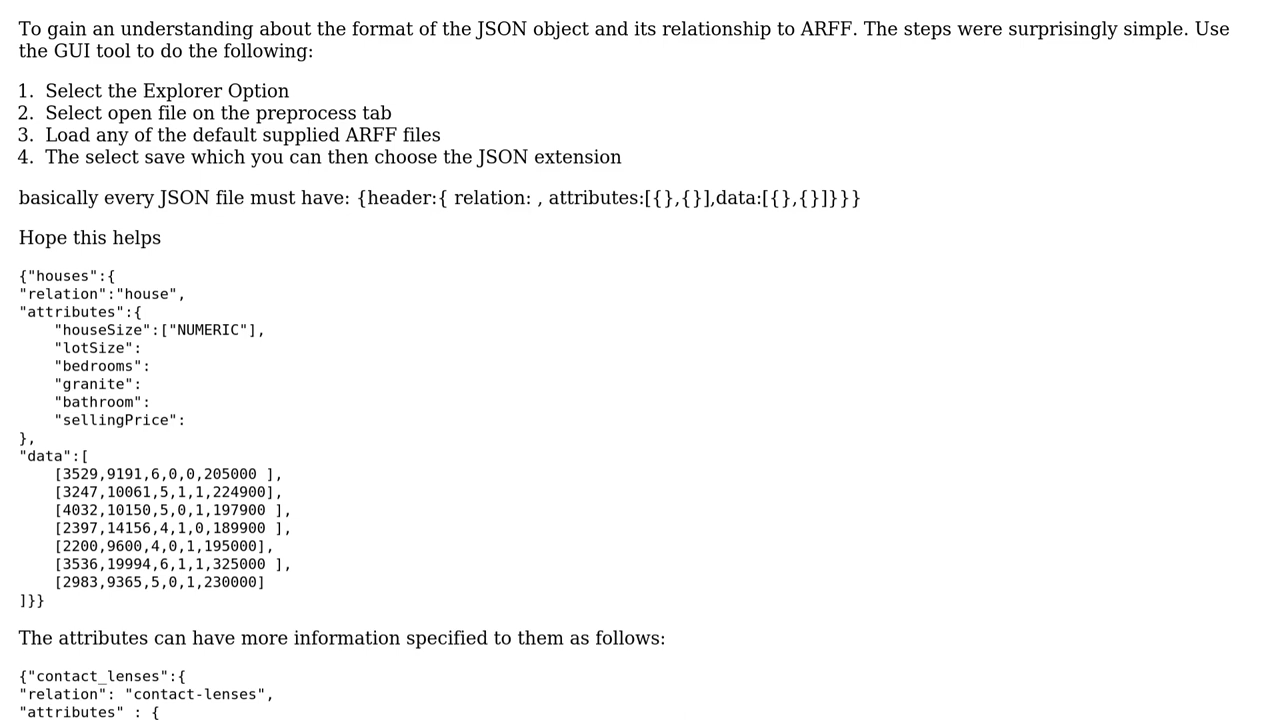 To gain an understanding about the format of the JSON object and its relationship to ARFF. The steps were surprisingly simple. Use
the GUI tool to do the following:
1. Select the Explorer Option
2. Select open file on the preprocess tab
3. Load any of the default supplied ARFF files
4. The select save which you can then choose the JSON extension
basically every JSON file must have: {header:{ relation: , attributes:[{},{}],data:[{},{}]}}}
Hope this helps
{"houses":{
"relation":"house",
"attributes":{
    "houseSize":["NUMERIC"],
    "lotSize":
    "bedrooms":
    "granite":
    "bathroom":
    "sellingPrice":
},
"data":[
    [3529,9191,6,0,0,205000 ],
    [3247,10061,5,1,1,224900],
    [4032,10150,5,0,1,197900 ],
    [2397,14156,4,1,0,189900 ],
    [2200,9600,4,0,1,195000],
    [3536,19994,6,1,1,325000 ],
    [2983,9365,5,0,1,230000]
]}}
The attributes can have more information specified to them as follows:
{"contact_lenses":{
"relation": "contact-lenses",
"attributes" : {